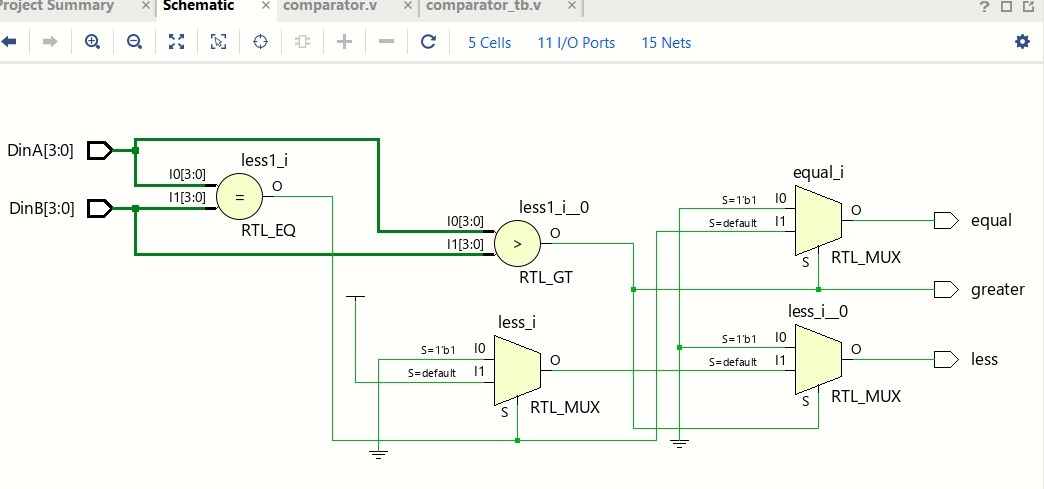 Project Summary × Schematic × comparator.v × comparator_tb.v × ?
5 Cells 11 I/O Ports 15 Nets
DinA[3:0]
less1_i
I0[3:0]
O
equal_i
I1[3:0]
=
S=1'b1 I0
DinB[3:0]
less1_i__0
O
equal
RTL_EQ
I0[3:0]
S=default I1
O
I1[3:0]
>
S RTL_MUX
RTL_GT
greater
less_i
less_i__0
S=1'b1 I0
S=1'b1 I0
O
O
less
S=default I1
S=default I1
S RTL_MUX
S RTL_MUX